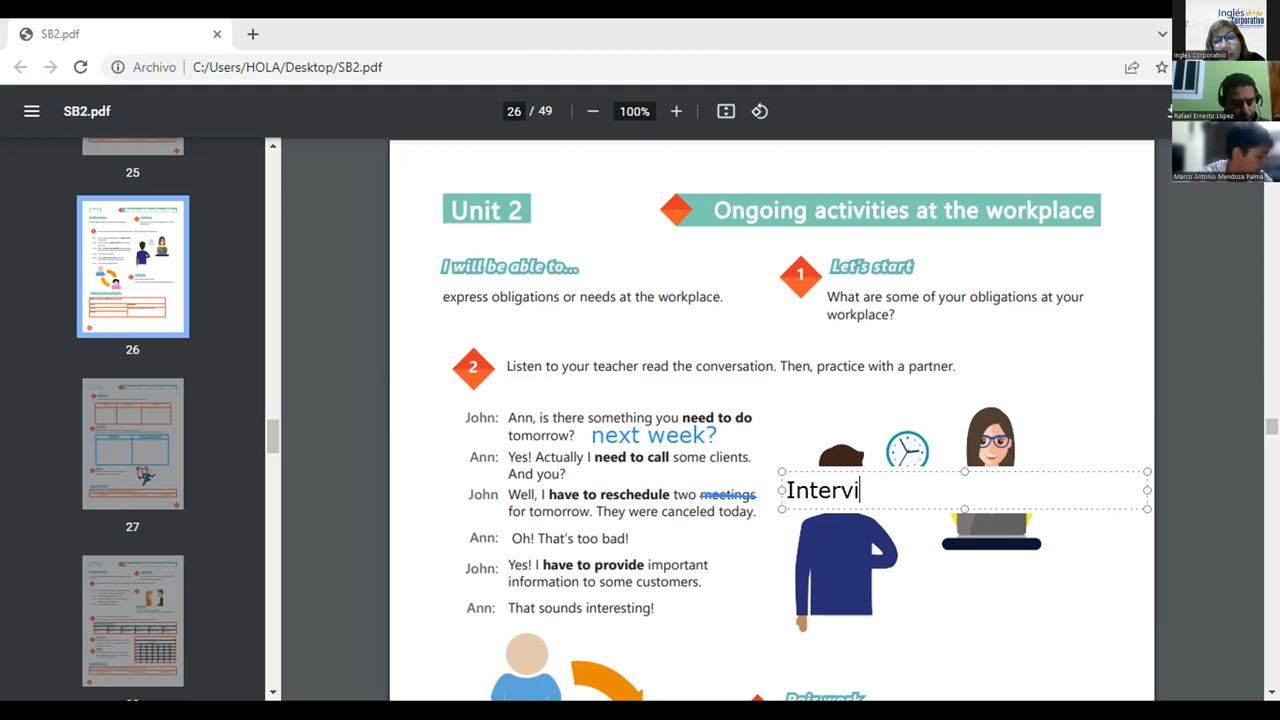 SB2.pdf
Archivo
C:/Users/HOLA/Desktop/SB2.pdf
SB2.pdf
26 / 49
100%
25
26
27
Unit 2
Ongoing activities at the workplace
I will be able to...
express obligations or needs at the workplace.
1
Let's start
What are some of your obligations at your
workplace?
2
Listen to your teacher read the conversation. Then, practice with a partner.
John: Ann, is there something you need to do
tomorrow? next week?
Ann: Yes! Actually I need to call some clients.
And you?
John Well, I have to reschedule two meetings
for tomorrow. They were canceled today.
Intervi
Ann: Oh! That's too bad!
John: Yes! I have to provide important
information to some customers.
Ann: That sounds interesting!
Pair work
Inglés
Corporativo
Inglés Corporativo
Rafael Ernesto Lopez
Marco Antonio Mendoza Palma